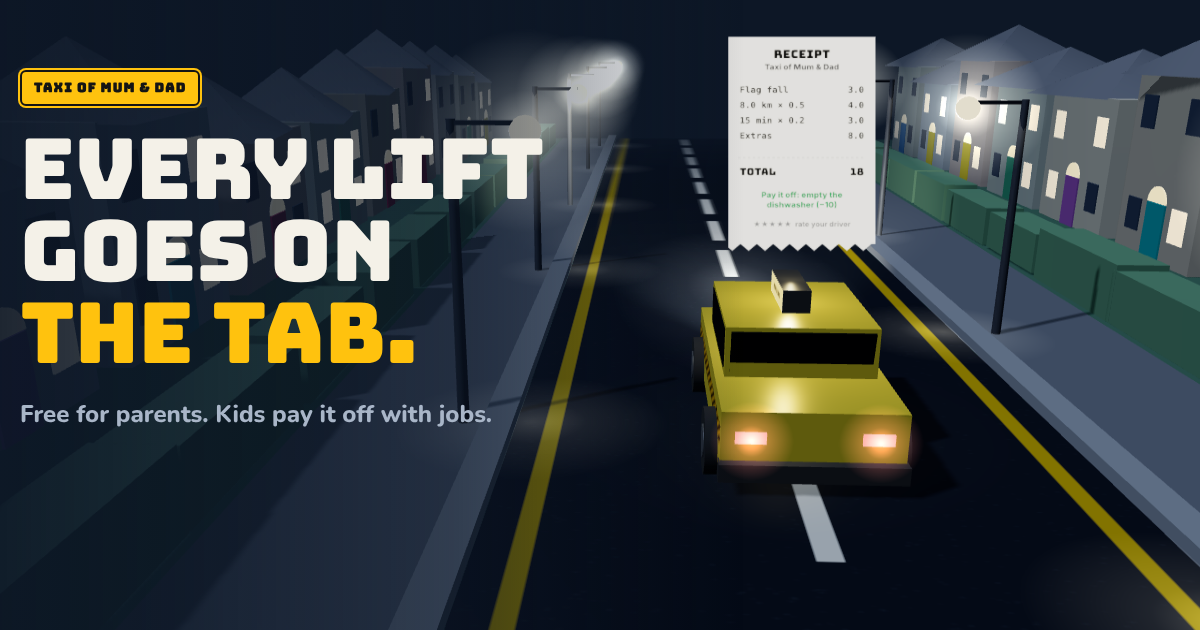 TAXI OF MUM & DAD
EVERY LIFT
GOES ON
THE TAB.
Free for parents. Kids pay it off with jobs.
RECEIPT
Taxi of Mum & Dad
Flag fall 3.0
8.0 km × 0.5 4.0
15 min × 0.2 3.0
Extras 8.0
TOTAL 18
Pay it off: empty the
dishwasher (−10)
★★★★★ rate your driver